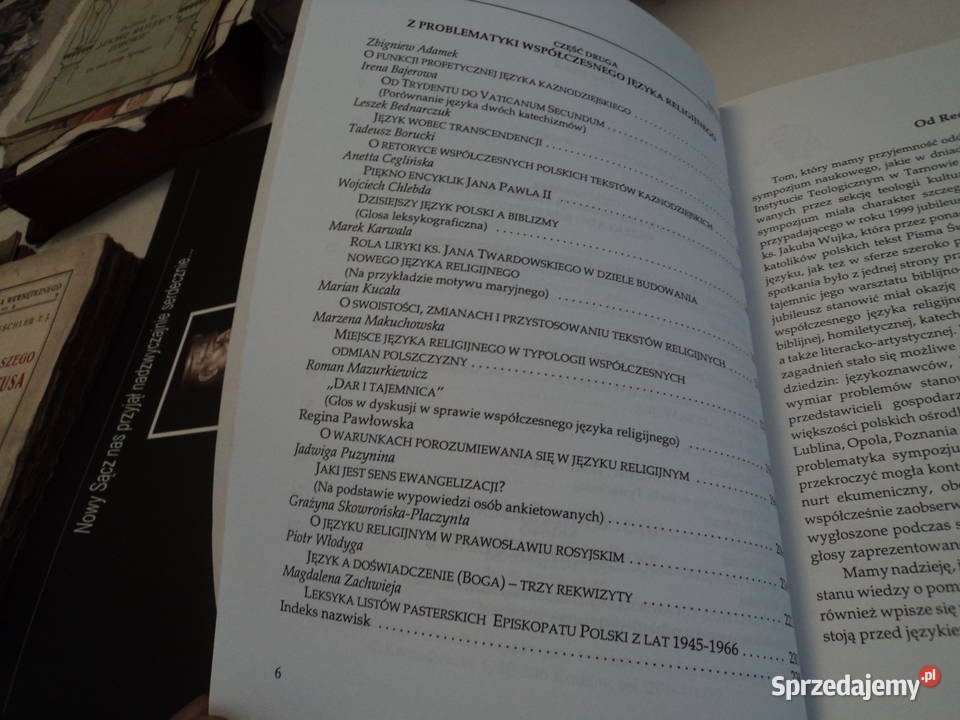 CZĘŚĆ DRUGA
Z PROBLEMATYKI WSPÓŁCZESNEGO JĘZYKA RELIGIJNEGO
Zbigniew Adamek
O FUNKCJI PROFETYCZNEJ JĘZYKA KAZNODZIEJSKIEGO
Irena Bajerowa
OD TRYDENTU DO VATICANUM SECUNDUM
(Porównanie języka dwóch katechizmów)
Leszek Bednarczuk
JĘZYK WOBEC TRANSCENDENCJI
Tadeusz Borucki
O RETORYCE WSPÓŁCZESNYCH POLSKICH TEKSTÓW KAZNODZIEJSKICH
Anetta Ceglińska
PIĘKNO ENCYKLIK JANA PAWŁA II
Wojciech Chlebda
DZISIEJSZY JĘZYK POLSKI A BIBLIZMY
(Glosa leksykograficzna)
Marek Karwala
ROLA LIRYKI KS. JANA TWARDOWSKIEGO W DZIELE BUDOWANIA
NOWEGO JĘZYKA RELIGIJNEGO
(Na przykładzie motywu maryjnego)
Marian Kucała
O SWOISTOŚCI, ZMIANACH I PRZYSTOSOWANIU TEKSTÓW RELIGIJNYCH
Marzena Makuchowska
MIEJSCE JĘZYKA RELIGIJNEGO W TYPOLOGII WSPÓŁCZESNYCH
ODMIAN POLSZCZYZNY
Roman Mazurkiewicz
„DAR I TAJEMNICA”
(Głos w dyskusji w sprawie współczesnego języka religijnego)
Regina Pawłowska
O WARUNKACH POROZUMIEWANIA SIĘ W JĘZYKU RELIGIJNYM
Jadwiga Puzynina
JAKI JEST SENS EWANGELIZACJI?
(Na podstawie wypowiedzi osób ankietowanych)
Grażyna Skowrońska-Placzynta
O JĘZYKU RELIGIJNYM W PRAWOSŁAWIU ROSYJSKIM
Piotr Włodyga
JĘZYK A DOŚWIADCZENIE (BOGA) – TRZY REKWIZYTY
Magdalena Zachwieja
LEKSYKA LISTÓW PASTERSKICH EPISKOPATU POLSKI Z LAT 1945-1966
Indeks nazwisk
6
Od Re
Tom, który mamy przyjemność od
sympozjum naukowego, jakie w dniac
Instytucie Teologicznym w Tarnowie
wanych przez sekcję teologii kultu
sympozjum miała charakter szczeg
przypadającego w roku 1999 jubileus
ks. Jakuba Wujka, która przez pona
katolików polskich tekst Pisma Św
języku, jak też w sferze szeroko p
spotkania było z jednej strony prz
tajemnic jego warsztatu biblijno-
jubileusz stanowić miał okazję
współczesnego języka religijne
biblijnej, homiletycznej, katech
a także literacko-artystycznej.
zagadnień stało się możliwe
dziedzin: językoznawców,
wymiar problemów stanow
przedstawicieli gospodarz
większości polskich ośrod
Lublina, Opola, Poznania
problematyka sympozju
przekroczyć mogła kont
nurt ekumeniczny, obe
współcześnie zaobserw
wygłoszone podczas s
głosy zaprezentowan
Mamy nadzieję, i
stanu wiedzy o pom
również wpisze się
stoją przed językie
Nowy Sącz nas przyjął nadzwyczajnie serdecznie...
WEWNĘTRZNEGO
SZEGO
USA
Sprzedajemy.pl